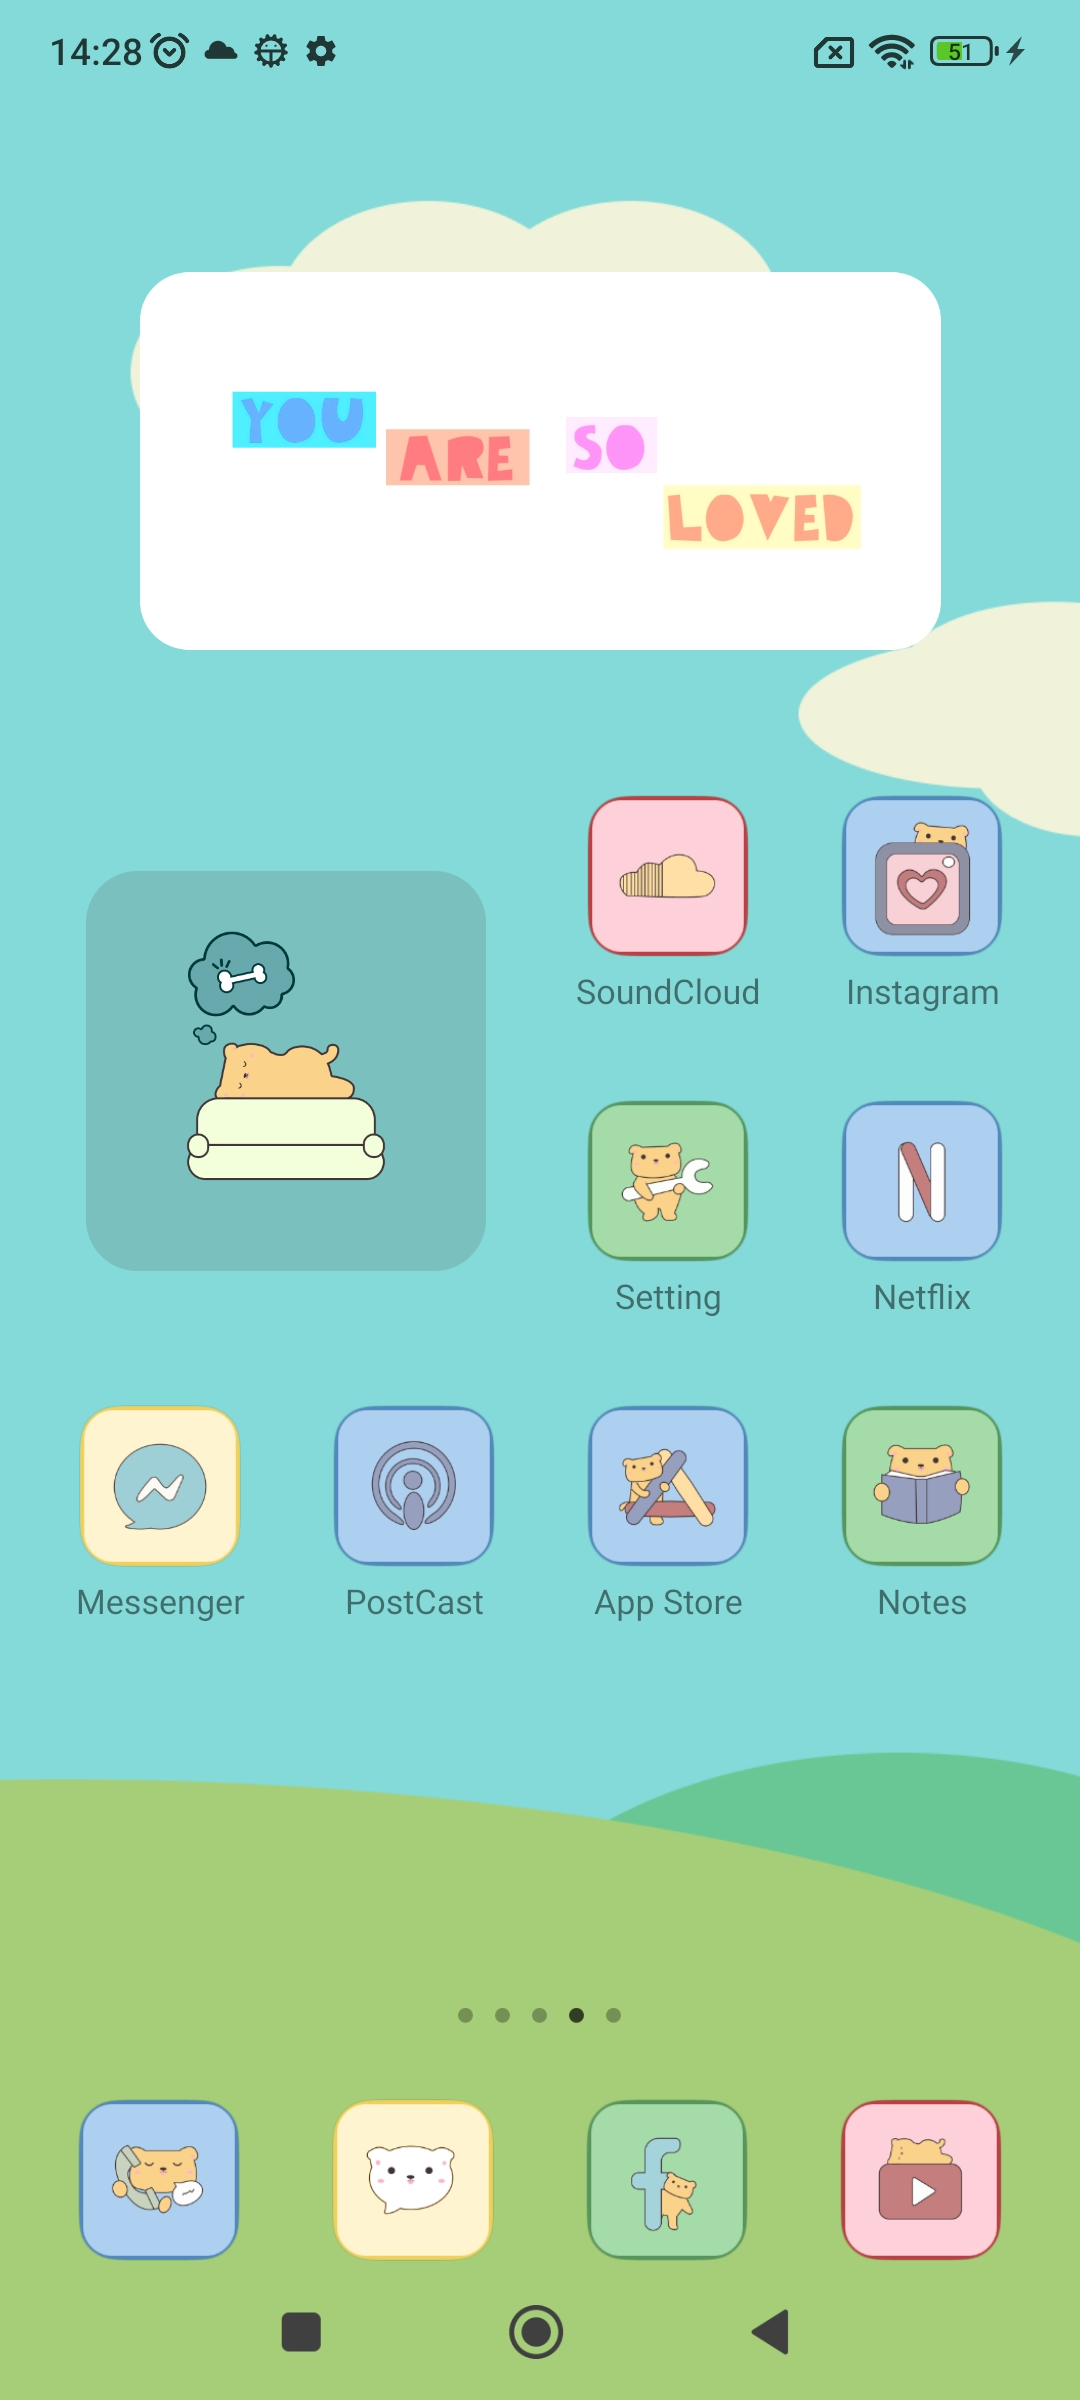 14:28
51
YOU
ARE
SO
LOVED
SoundCloud
Instagram
Setting
Netflix
Messenger
PostCast
App Store
Notes